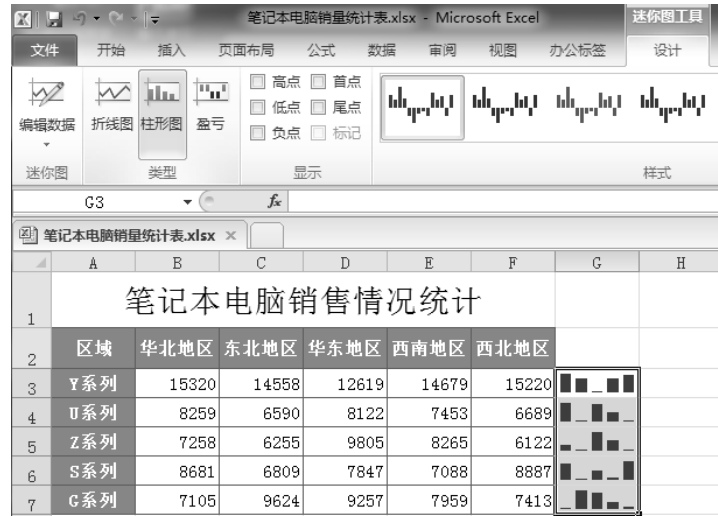 笔记本电脑销量统计表.xlsx - Microsoft Excel 迷你图工具
文件 开始 插入 页面布局 公式 数据 审阅 视图 办公标签 设计
编辑数据 折线图 柱形图 盈亏
高点 首点
低点 尾点
负点 标记
迷你图 类型 显示 样式
G3 fx
笔记本电脑销量统计表.xlsx ×
A B C D E F G H
1 笔记本电脑销售情况统计
2 区域 华北地区 东北地区 华东地区 西南地区 西北地区
3 Y系列 15320 14558 12619 14679 15220
4 U系列 8259 6590 8122 7453 6689
5 Z系列 7258 6255 9805 8265 6122
6 S系列 8681 6809 7847 7088 8887
7 G系列 7105 9624 9257 7959 7413